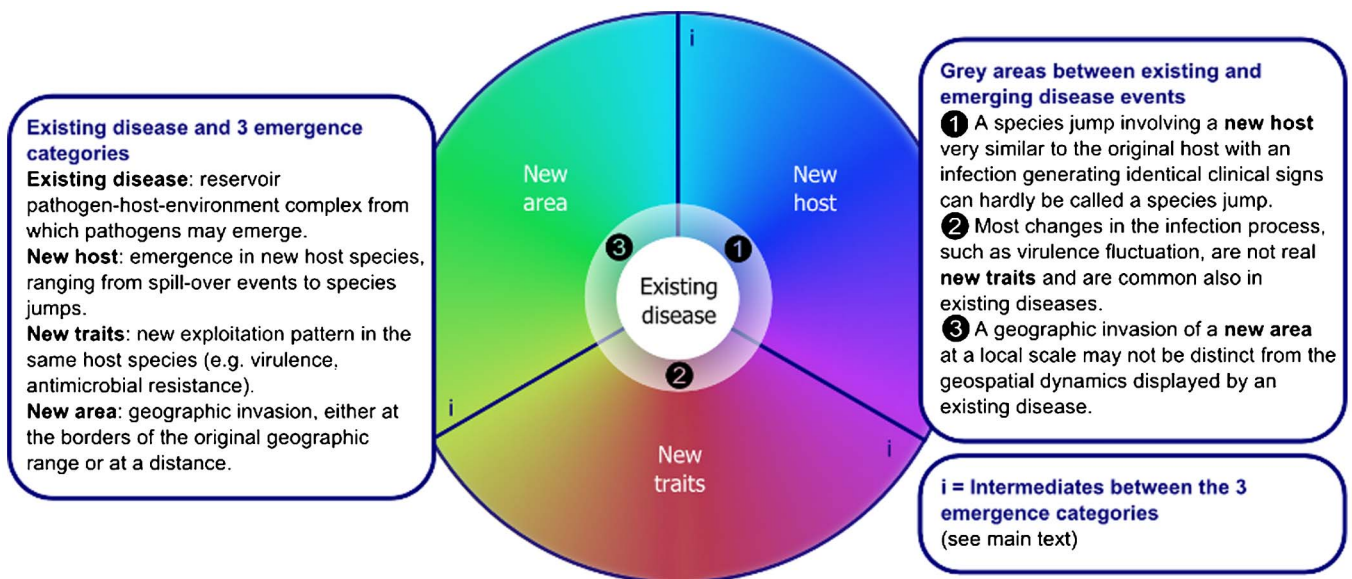 Existing disease and 3 emergence
categories
Existing disease: reservoir
pathogen-host-environment complex from
which pathogens may emerge.
New host: emergence in new host species,
ranging from spill-over events to species
jumps.
New traits: new exploitation pattern in the
same host species (e.g. virulence,
antimicrobial resistance).
New area: geographic invasion, either at
the borders of the original geographic
range or at a distance.
i
New
area
New
host
3
1
Existing
disease
2
i
i
New
traits
Grey areas between existing and
emerging disease events
1 A species jump involving a new host
very similar to the original host with an
infection generating identical clinical signs
can hardly be called a species jump.
2 Most changes in the infection process,
such as virulence fluctuation, are not real
new traits and are common also in
existing diseases.
3 A geographic invasion of a new area
at a local scale may not be distinct from the
geospatial dynamics displayed by an
existing disease.
i = Intermediates between the 3
emergence categories
(see main text)